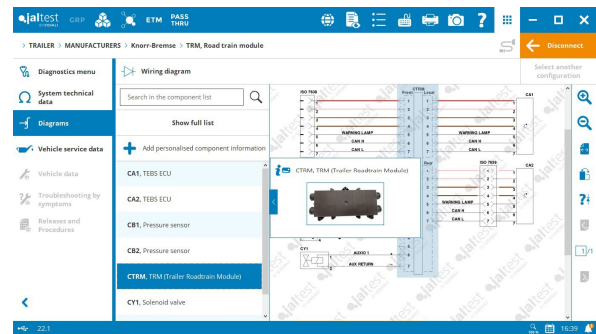 jaltest
GRP
ETM
PASS THRU
?
> TRAILER > MANUFACTURERS > Knorr-Bremse > TRM, Road train module
Disconnect
Diagnostics menu
System technical data
Diagrams
Vehicle service data
Vehicle data
Troubleshooting by symptoms
Releases and Procedures
Wiring diagram
Select another configuration
Search in the component list
Show full list
Add personalised component information
CA1, TEBS ECU
CA2, TEBS ECU
CB1, Pressure sensor
CB2, Pressure sensor
CTRM, TRM (Trailer Roadtrain Module)
CY1, Solenoid valve
ISO 7638
CTRM
Front
Local
CA1
WARNING LAMP
CAN H
CAN L
WARNING LAMP
CAN H
CAN L
CTRM, TRM (Trailer Roadtrain Module)
Rear
ISO 7638
CA2
WARNING LAMP
CAN H
CAN L
CY1
AUXIO 1
AUX RETURN
1/1
22.1
100 %
16:39